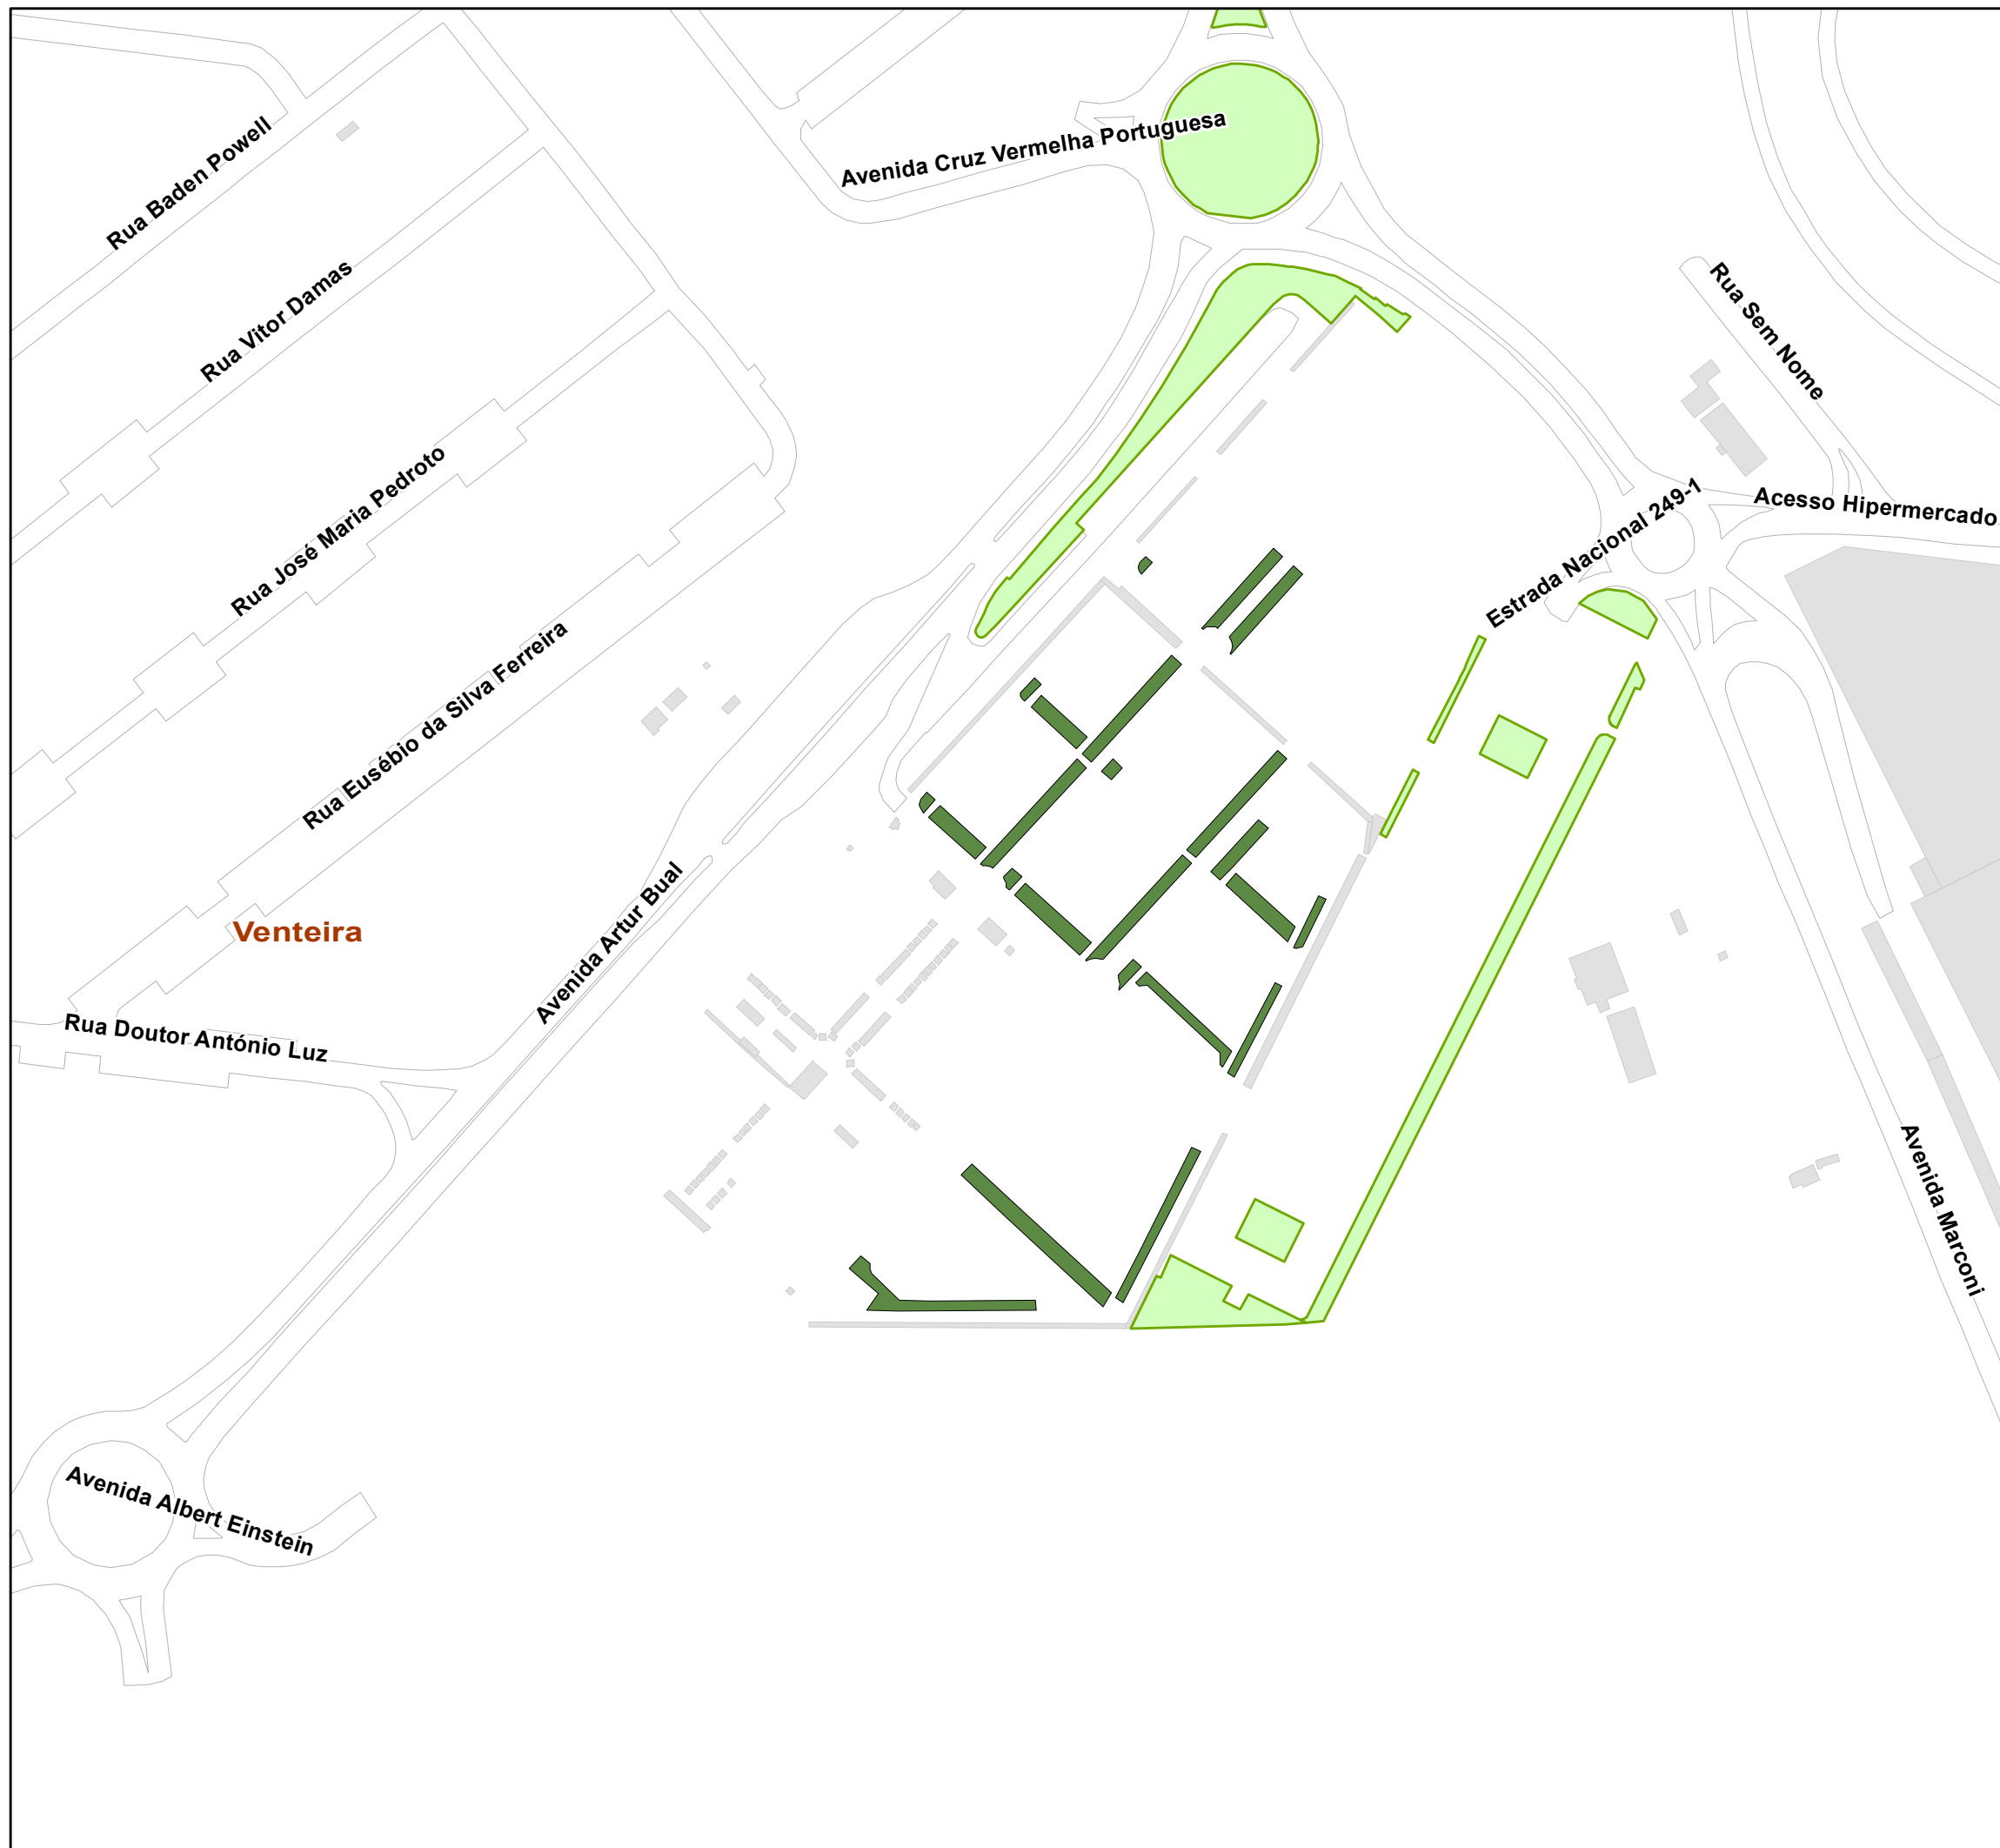 Rua Baden Powell
Avenida Cruz Vermelha Portuguesa
Rua Vitor Damas
Rua Sem Nome
Rua José Maria Pedroto
Acesso Hipermercado
Estrada Nacional 249-1
Rua Eusébio da Silva Ferreira
Venteira
Avenida Artur Bual
Rua Doutor António Luz
Avenida Marconi
Avenida Albert Einstein